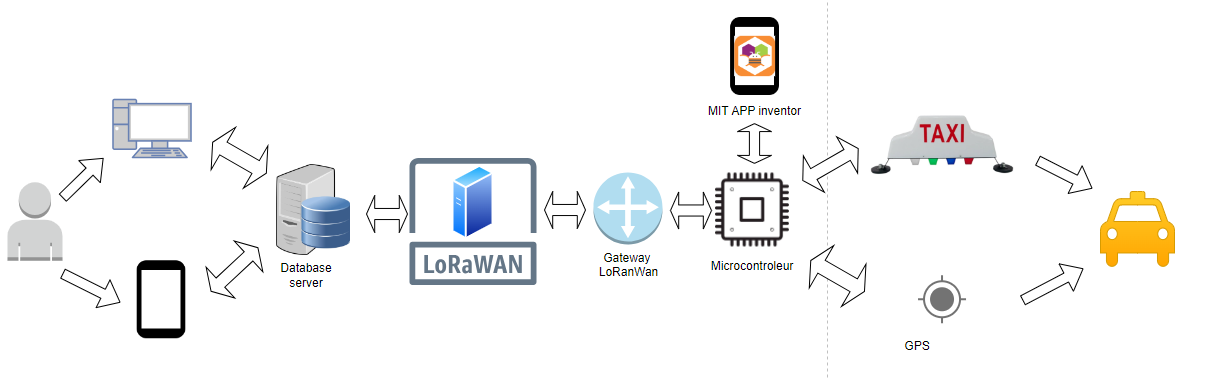 MIT APP inventor
TAXI
Database
server
LoRaWAN
Gateway
LoRanWan
Microcontroleur
GPS